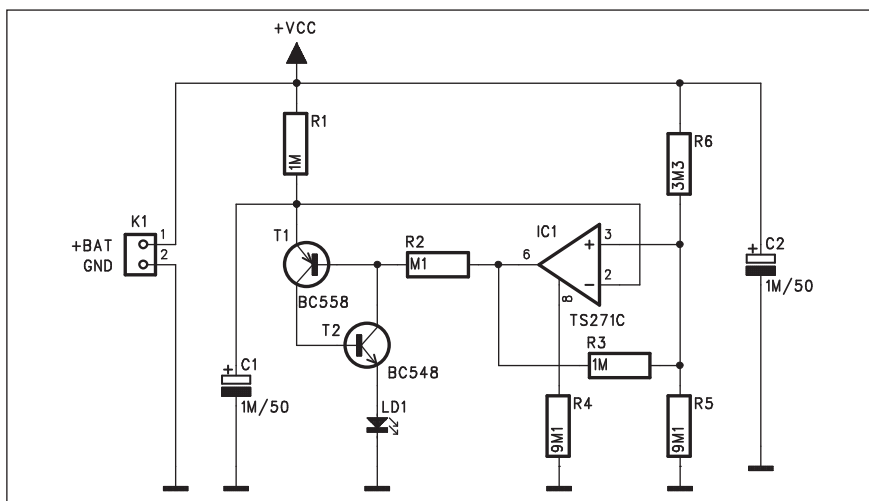 +VCC
R1
1M
R6
3M3
K1
1
+BAT
2
GND
T1
BC558
R2
M1
6
IC1
3
2
8
TS271C
+
C2
1M/50
T2
BC548
R3
1M
+
C1
1M/50
LD1
R4
9M1
R5
9M1